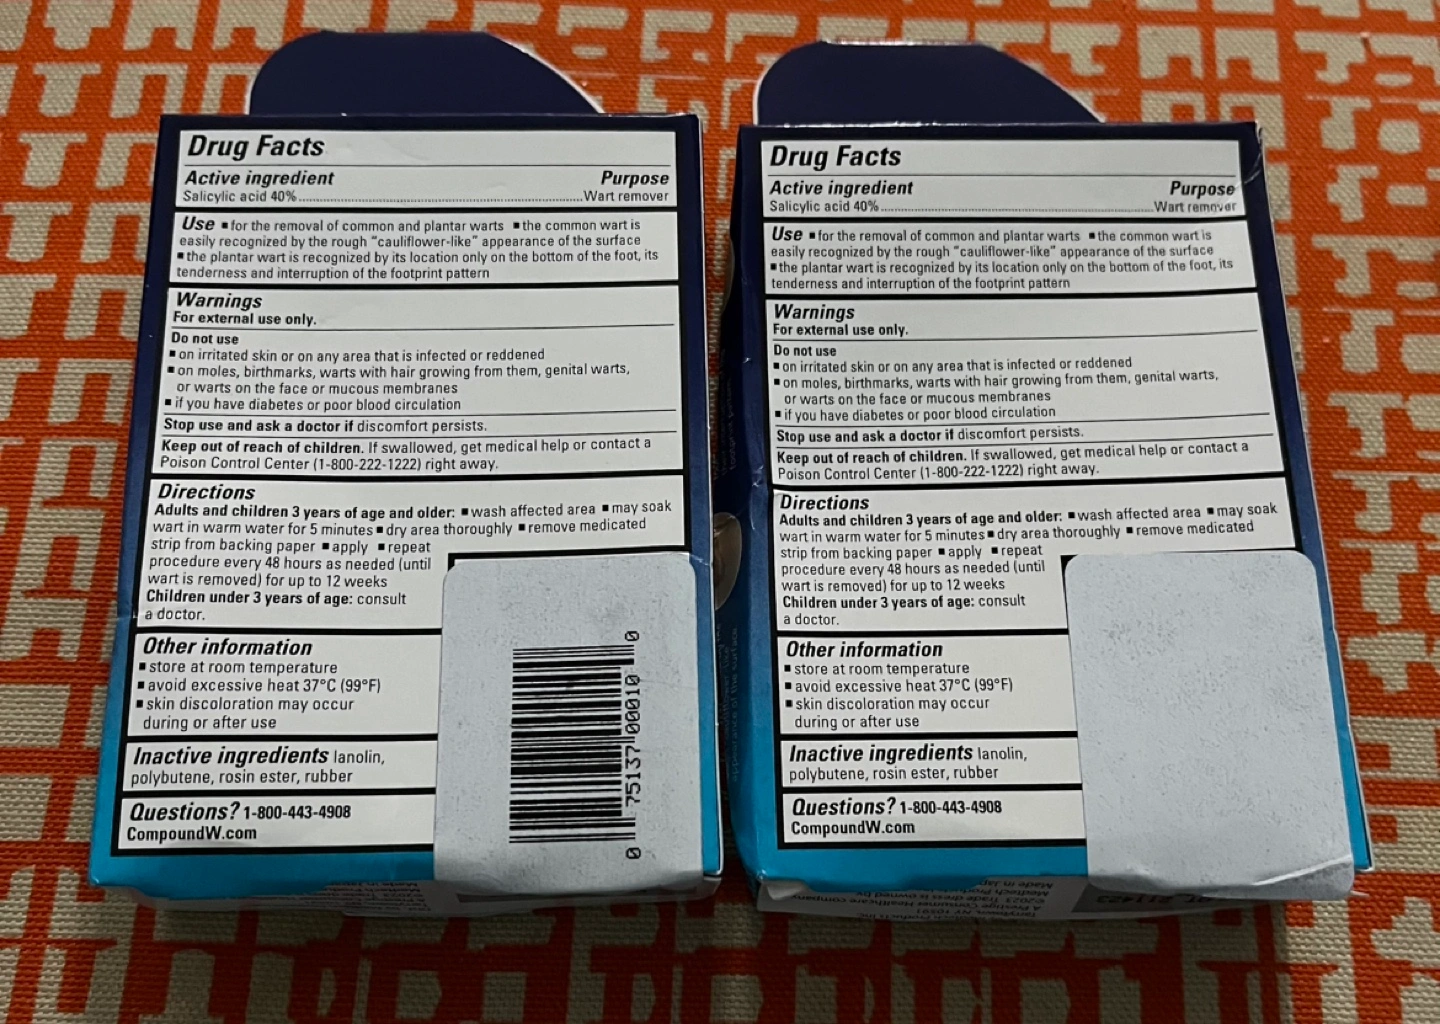 Drug Facts
Active ingredient Purpose
Salicylic acid 40% Wart remover
Use ▪ for the removal of common and plantar warts ▪ the common wart is
easily recognized by the rough "cauliflower-like" appearance of the surface
▪ the plantar wart is recognized by its location only on the bottom of the foot, its
tenderness and interruption of the footprint pattern
Warnings
For external use only.
Do not use
▪ on irritated skin or on any area that is infected or reddened
▪ on moles, birthmarks, warts with hair growing from them, genital warts,
or warts on the face or mucous membranes
▪ if you have diabetes or poor blood circulation
Stop use and ask a doctor if discomfort persists.
Keep out of reach of children. If swallowed, get medical help or contact a
Poison Control Center (1-800-222-1222) right away.
Directions
Adults and children 3 years of age and older: ▪ wash affected area ▪ may soak
wart in warm water for 5 minutes ▪ dry area thoroughly ▪ remove medicated
strip from backing paper ▪ apply ▪ repeat
procedure every 48 hours as needed (until
wart is removed) for up to 12 weeks
Children under 3 years of age: consult
a doctor.
Other information
▪ store at room temperature
▪ avoid excessive heat 37°C (99°F)
▪ skin discoloration may occur
during or after use
Inactive ingredients lanolin,
polybutene, rosin ester, rubber
Questions? 1-800-443-4908
CompoundW.com
0 75137 00010 0
Drug Facts
Active ingredient Purpose
Salicylic acid 40% Wart remover
Use ▪ for the removal of common and plantar warts ▪ the common wart is
easily recognized by the rough "cauliflower-like" appearance of the surface
▪ the plantar wart is recognized by its location only on the bottom of the foot, its
tenderness and interruption of the footprint pattern
Warnings
For external use only.
Do not use
▪ on irritated skin or on any area that is infected or reddened
▪ on moles, birthmarks, warts with hair growing from them, genital warts,
or warts on the face or mucous membranes
▪ if you have diabetes or poor blood circulation
Stop use and ask a doctor if discomfort persists.
Keep out of reach of children. If swallowed, get medical help or contact a
Poison Control Center (1-800-222-1222) right away.
Directions
Adults and children 3 years of age and older: ▪ wash affected area ▪ may soak
wart in warm water for 5 minutes ▪ dry area thoroughly ▪ remove medicated
strip from backing paper ▪ apply ▪ repeat
procedure every 48 hours as needed (until
wart is removed) for up to 12 weeks
Children under 3 years of age: consult
a doctor.
Other information
▪ store at room temperature
▪ avoid excessive heat 37°C (99°F)
▪ skin discoloration may occur
during or after use
Inactive ingredients lanolin,
polybutene, rosin ester, rubber
Questions? 1-800-443-4908
CompoundW.com